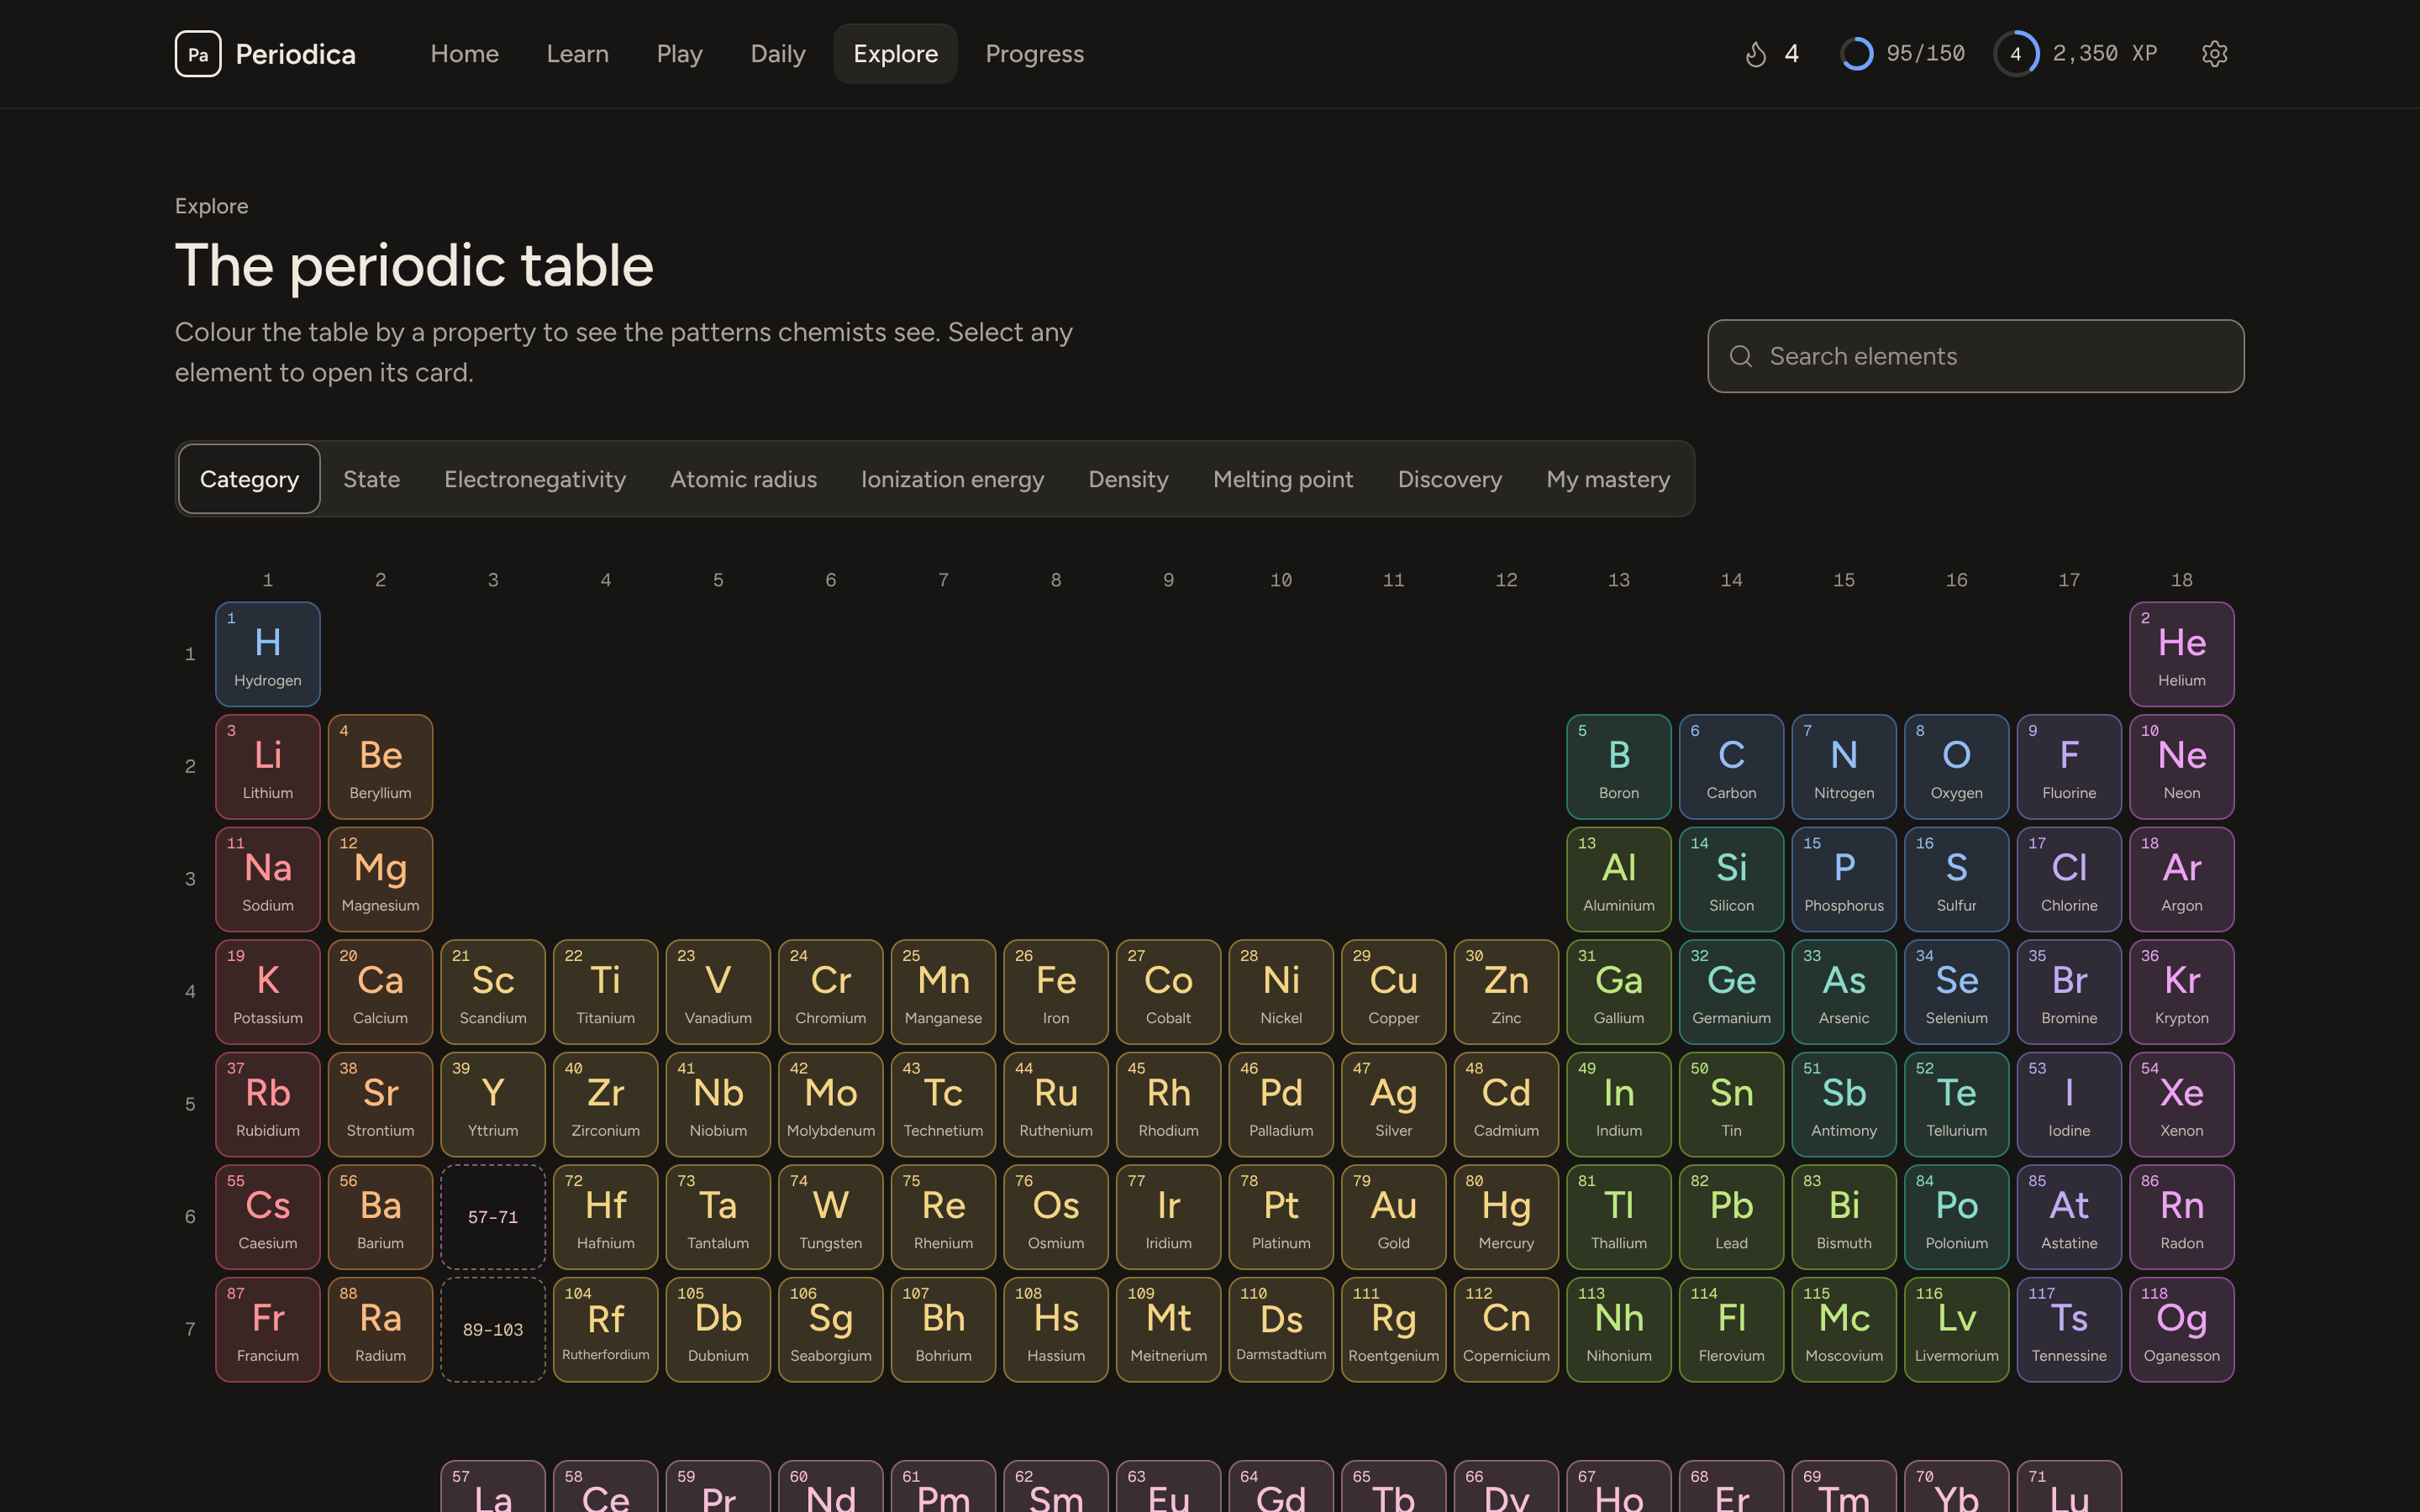 Pa Periodica Home Learn Play Daily Explore Progress 4 95/150 4 2,350 XP
Explore
The periodic table
Colour the table by a property to see the patterns chemists see. Select any
element to open its card.
Search elements
Category State Electronegativity Atomic radius Ionization energy Density Melting point Discovery My mastery
1 2 3 4 5 6 7 8 9 10 11 12 13 14 15 16 17 18
1
1 2
H He
Hydrogen Helium
2
3 4 5 6 7 8 9 10
Li Be B C N O F Ne
Lithium Beryllium Boron Carbon Nitrogen Oxygen Fluorine Neon
3
11 12 13 14 15 16 17 18
Na Mg Al Si P S Cl Ar
Sodium Magnesium Aluminium Silicon Phosphorus Sulfur Chlorine Argon
4
19 20 21 22 23 24 25 26 27 28 29 30 31 32 33 34 35 36
K Ca Sc Ti V Cr Mn Fe Co Ni Cu Zn Ga Ge As Se Br Kr
Potassium Calcium Scandium Titanium Vanadium Chromium Manganese Iron Cobalt Nickel Copper Zinc Gallium Germanium Arsenic Selenium Bromine Krypton
5
37 38 39 40 41 42 43 44 45 46 47 48 49 50 51 52 53 54
Rb Sr Y Zr Nb Mo Tc Ru Rh Pd Ag Cd In Sn Sb Te I Xe
Rubidium Strontium Yttrium Zirconium Niobium Molybdenum Technetium Ruthenium Rhodium Palladium Silver Cadmium Indium Tin Antimony Tellurium Iodine Xenon
6
55 56 72 73 74 75 76 77 78 79 80 81 82 83 84 85 86
Cs Ba 57–71 Hf Ta W Re Os Ir Pt Au Hg Tl Pb Bi Po At Rn
Caesium Barium Hafnium Tantalum Tungsten Rhenium Osmium Iridium Platinum Gold Mercury Thallium Lead Bismuth Polonium Astatine Radon
7
87 88 104 105 106 107 108 109 110 111 112 113 114 115 116 117 118
Fr Ra 89–103 Rf Db Sg Bh Hs Mt Ds Rg Cn Nh Fl Mc Lv Ts Og
Francium Radium Rutherfordium Dubnium Seaborgium Bohrium Hassium Meitnerium Darmstadtium Roentgenium Copernicium Nihonium Flerovium Moscovium Livermorium Tennessine Oganesson
57 58 59 60 61 62 63 64 65 66 67 68 69 70 71
La Ce Pr Nd Pm Sm Eu Gd Tb Dy Ho Er Tm Yb Lu